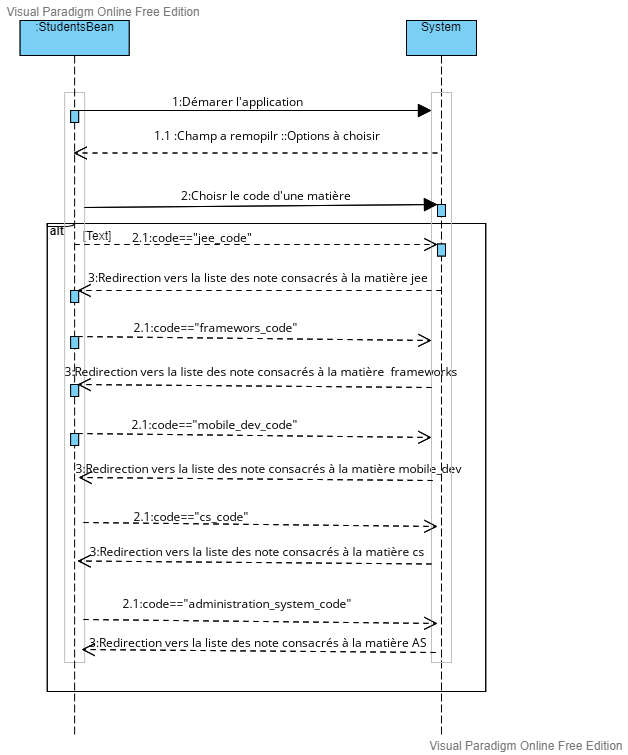 Visual Paradigm Online Free Edition
:StudentsBean
System
1:Démarer l'application
1.1 :Champ a remopilr ::Options à choisir
2:Choisr le code d'une matière
alt
[Text]
2.1:code=="jee_code"
3:Redirection vers la liste des note consacrés à la matière jee
2.1:code=="framewors_code"
3:Redirection vers la liste des note consacrés à la matière frameworks
2.1:code=="mobile_dev_code"
3:Redirection vers la liste des note consacrés à la matière mobile_dev
2.1:code=="cs_code"
3:Redirection vers la liste des note consacrés à la matière cs
2.1:code=="administration_system_code"
3:Redirection vers la liste des note consacrés à la matière AS
Visual Paradigm Online Free Edition